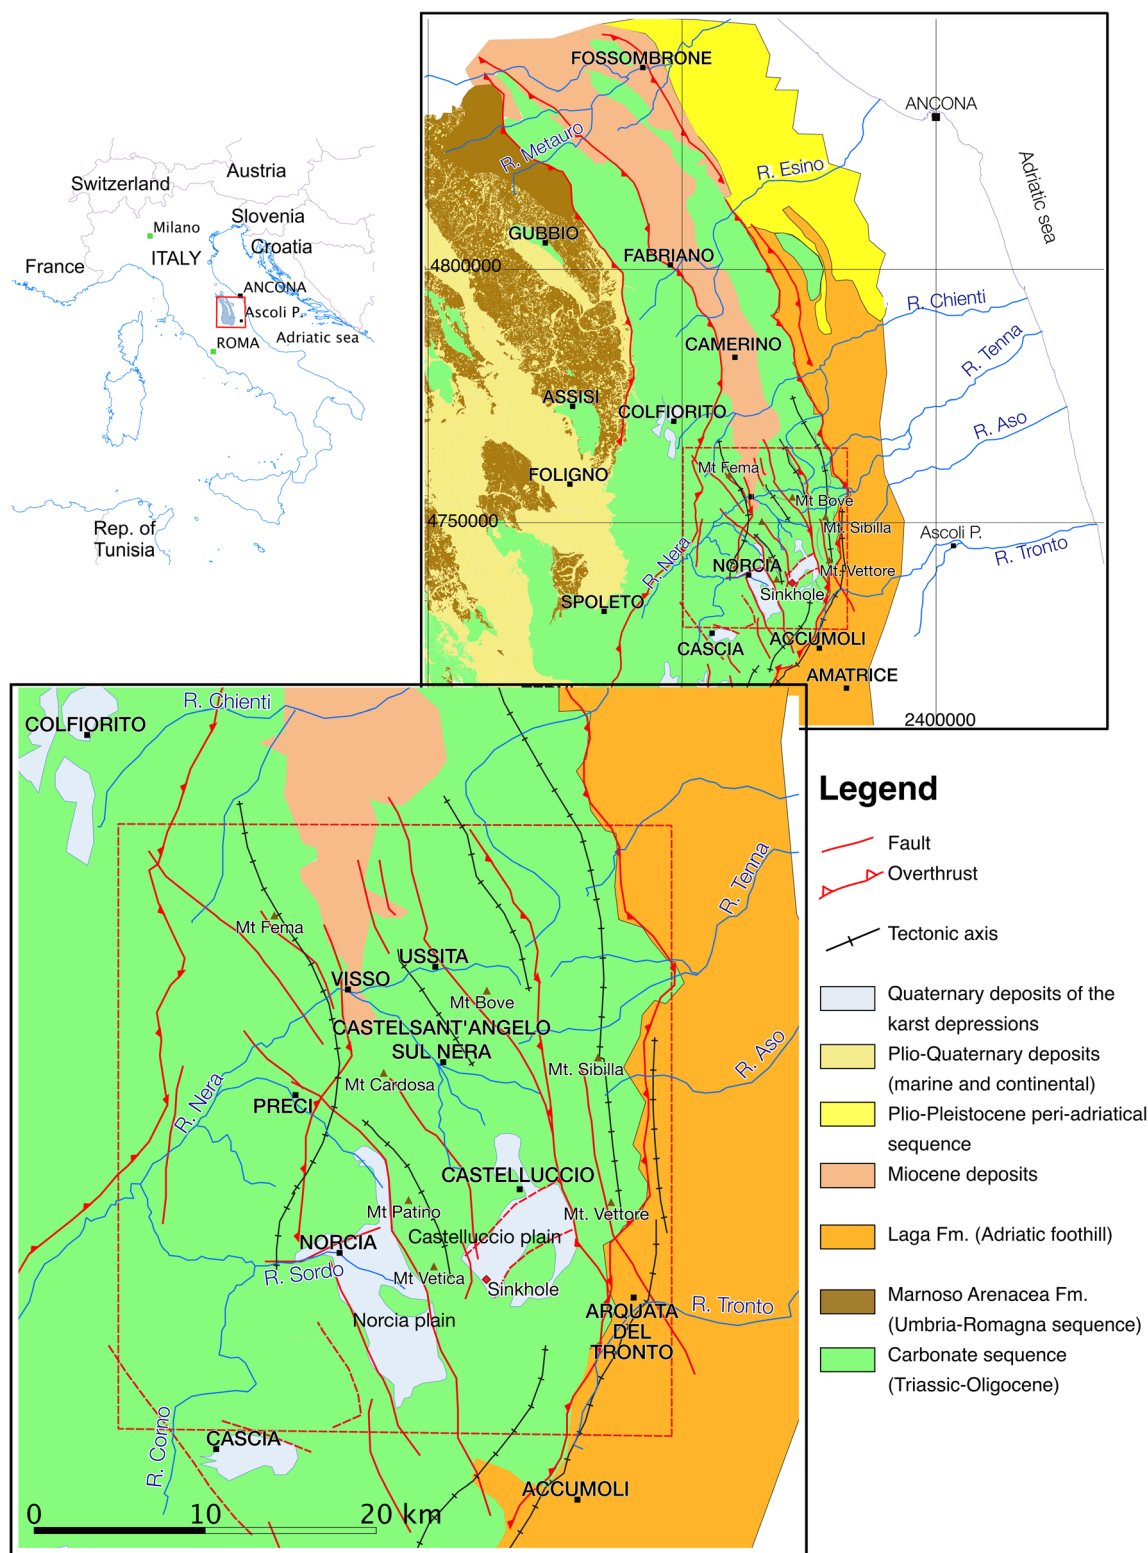 Austria
Switzerland
Slovenia
Milano
Croatia
ITALY
France
ANCONA
Ascoli P.
Adriatic sea
ROMA
Rep. of
Tunisia
FOSSOMBRONE
ANCONA
R. Metauro
R. Esino
Adriatic sea
GUBBIO
FABRIANO
4800000
R. Chienti
CAMERINO
R. Tenna
ASSISI
COLFIORITO
R. Aso
Mt Fema
FOLIGNO
Mt Bove
4750000
Mt. Sibilla
Ascoli P.
R. Tronto
R. Nera
NORCIA
Mt. Vettore
Sinkhole
SPOLETO
CASCIA
ACCUMOLI
AMATRICE
2400000
R. Chienti
COLFIORITO
R. Tenna
Mt Fema
USSITA
VISSO
Mt Bove
CASTELSANT'ANGELO
SUL NERA
R. Aso
Mt. Sibilla
Mt Cardosa
R. Nera
PRECI
CASTELLUCCIO
Mt Patino
Mt. Vettore
Castelluccio plain
NORCIA
R. Sordo
Mt Vetica
Sinkhole
Norcia plain
ARQUATA
DEL
TRONTO
R. Tronto
R. Corno
CASCIA
ACCUMOLI
0 10 20 km
Legend
Fault
Overthrust
Tectonic axis
Quaternary deposits of the
karst depressions
Plio-Quaternary deposits
(marine and continental)
Plio-Pleistocene peri-adriatical
sequence
Miocene deposits
Laga Fm. (Adriatic foothill)
Marnoso Arenacea Fm.
(Umbria-Romagna sequence)
Carbonate sequence
(Triassic-Oligocene)